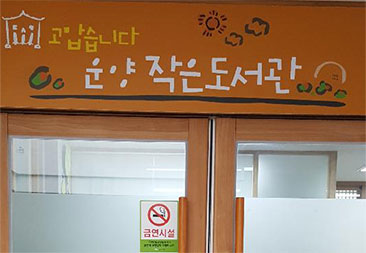 고맙습니다
운양 작은도서관
금연시설